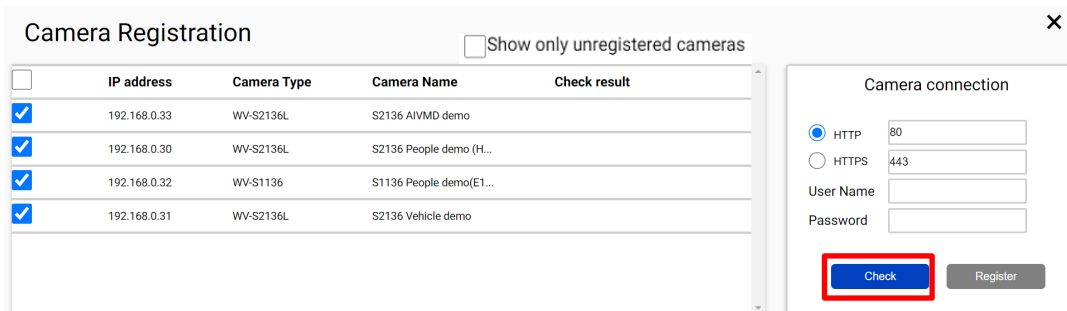 Camera Registration
Show only unregistered cameras
IP address Camera Type Camera Name Check result
192.168.0.33 WV-S2136L S2136 AIVMD demo
192.168.0.30 WV-S2136L S2136 People demo (H...
192.168.0.32 WV-S1136 S1136 People demo(E1...
192.168.0.31 WV-S2136L S2136 Vehicle demo
Camera connection
HTTP 80
HTTPS 443
User Name
Password
Check Register